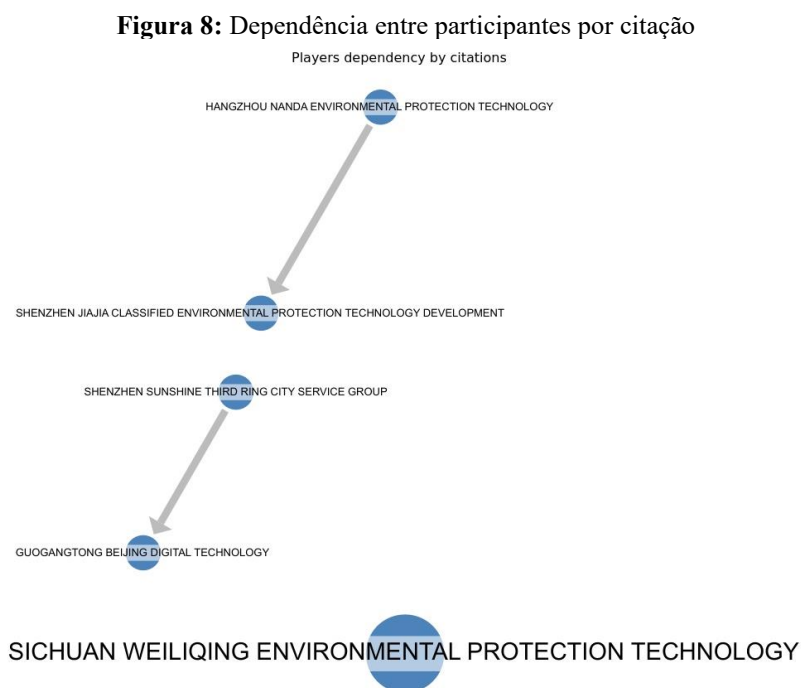 Figura 8: Dependência entre participantes por citação
Players dependency by citations
HANGZHOU NANDA ENVIRONMENTAL PROTECTION TECHNOLOGY
SHENZHEN JIAJIA CLASSIFIED ENVIRONMENTAL PROTECTION TECHNOLOGY DEVELOPMENT
SHENZHEN SUNSHINE THIRD RING CITY SERVICE GROUP
GUOGANGTONG BEIJING DIGITAL TECHNOLOGY
SICHUAN WEILIQING ENVIRONMENTAL PROTECTION TECHNOLOGY